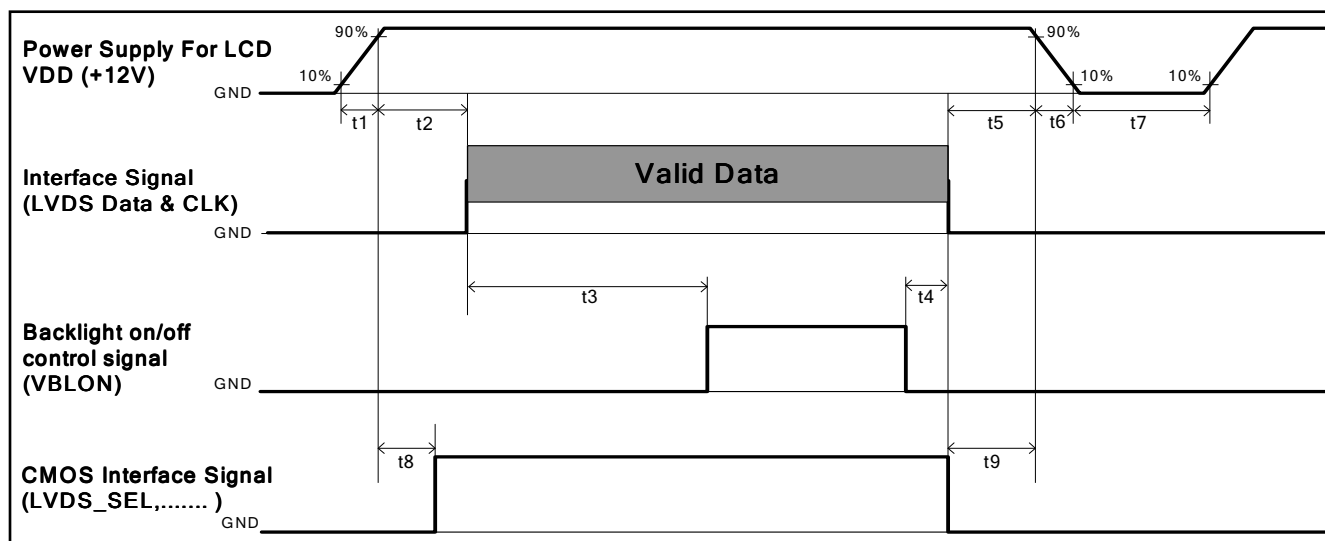 Power Supply For LCD
VDD (+12V)
90%
10%
GND
90%
10%
10%
t1
t2
t5
t6
t7
Interface Signal
(LVDS Data & CLK)
Valid Data
GND
t3
t4
Backlight on/off
control signal
(VBLON)
GND
t8
t9
CMOS Interface Signal
(LVDS_SEL,....... )
GND